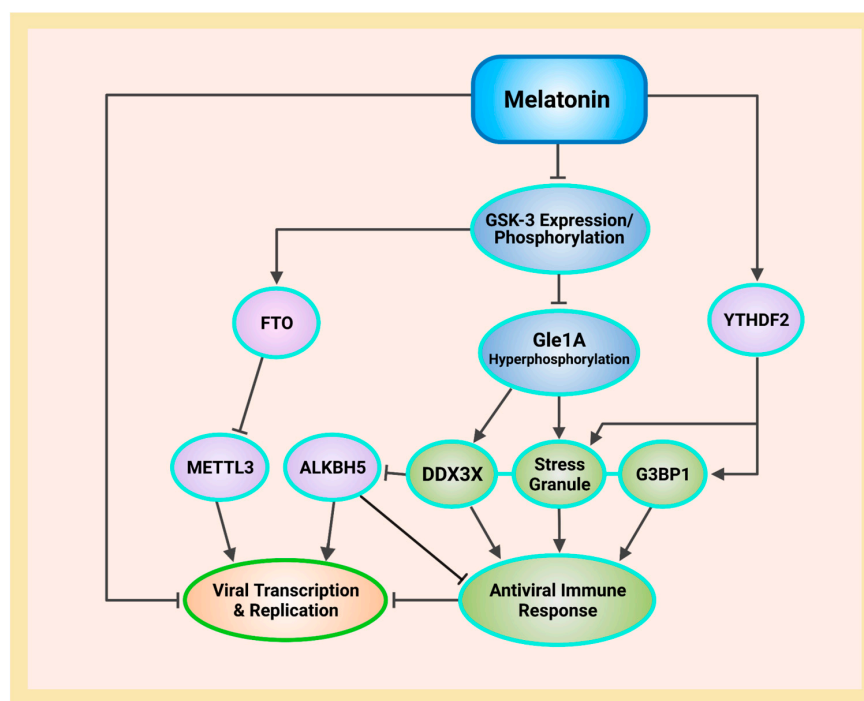 Melatonin
GSK-3 Expression/
Phosphorylation
FTO
YTHDF2
Gle1A
Hyperphosphorylation
METTL3
ALKBH5
DDX3X
Stress
Granule
G3BP1
Viral Transcription
& Replication
Antiviral Immune
Response